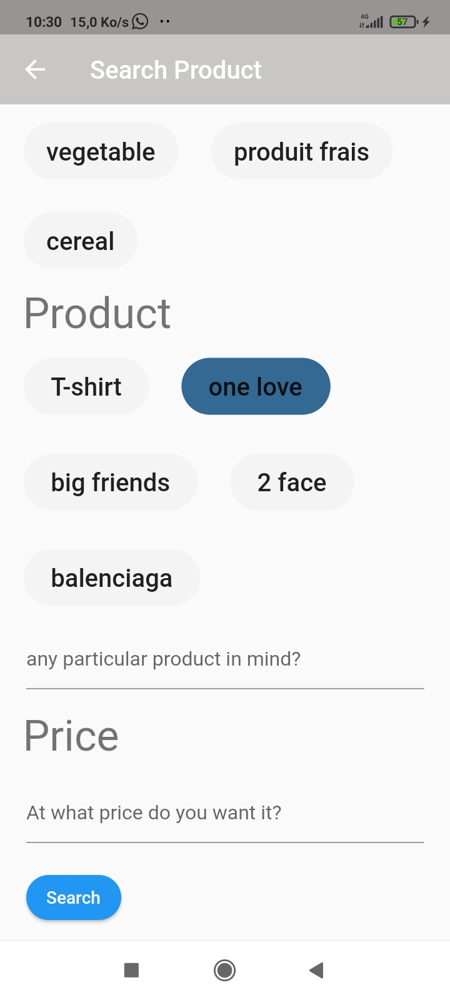 10:30 15,0 Ko/s 4G 57
Search Product
vegetable produit frais
cereal
Product
T-shirt one love
big friends 2 face
balenciaga
any particular product in mind?
Price
At what price do you want it?
Search